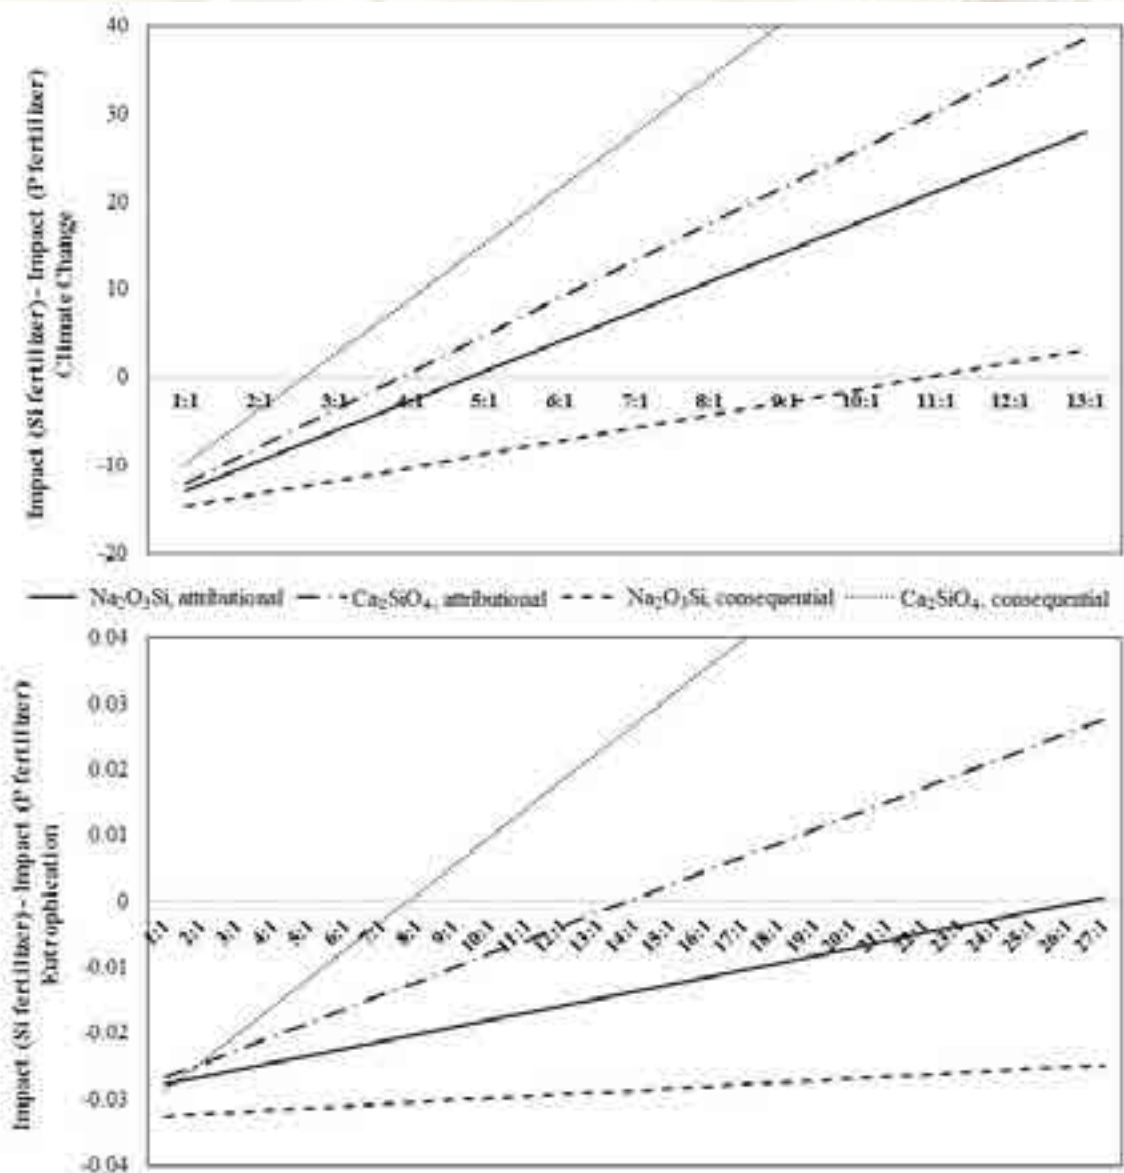 Impact (Si fertilizer) - Impact (P fertilizer)
Climate Change
40
30
20
10
0
-10
-20
1:1 2:1 3:1 4:1 5:1 6:1 7:1 8:1 9:1 10:1 11:1 12:1 13:1
Na₂O₃Si, attributional Ca₂SiO₄, attributional Na₂O₃Si, consequential Ca₂SiO₄, consequential
Impact (Si fertilizer) - Impact (P fertilizer)
Eutrophication
0.04
0.03
0.02
0.01
0
-0.01
-0.02
-0.03
-0.04
1:1 2:1 3:1 4:1 5:1 6:1 7:1 8:1 9:1 10:1 11:1 12:1 13:1 14:1 15:1 16:1 17:1 18:1 19:1 20:1 21:1 22:1 23:1 24:1 25:1 26:1 27:1